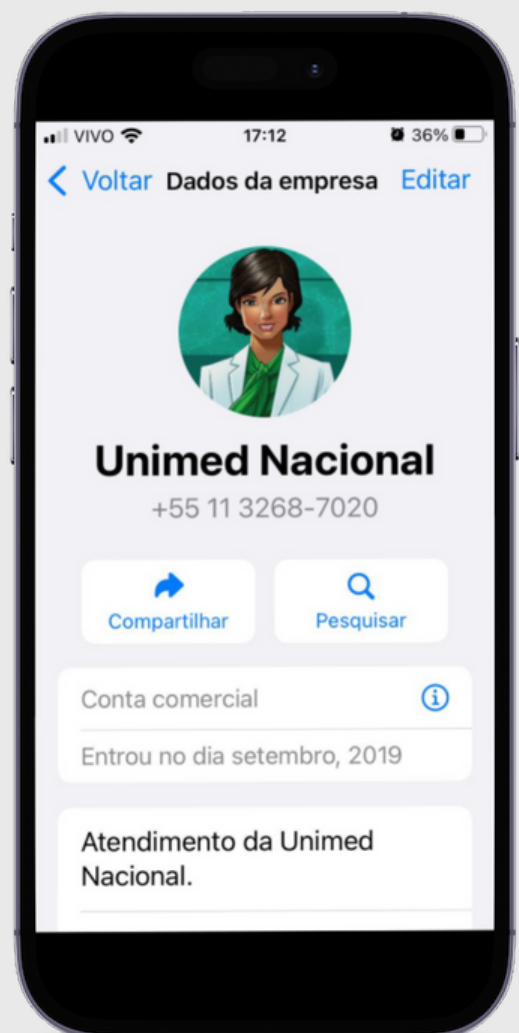 VIVO 17:12 36%
Voltar Dados da empresa Editar
Unimed Nacional
+55 11 3268-7020
Compartilhar Pesquisar
Conta comercial
Entrou no dia setembro, 2019
Atendimento da Unimed
Nacional.